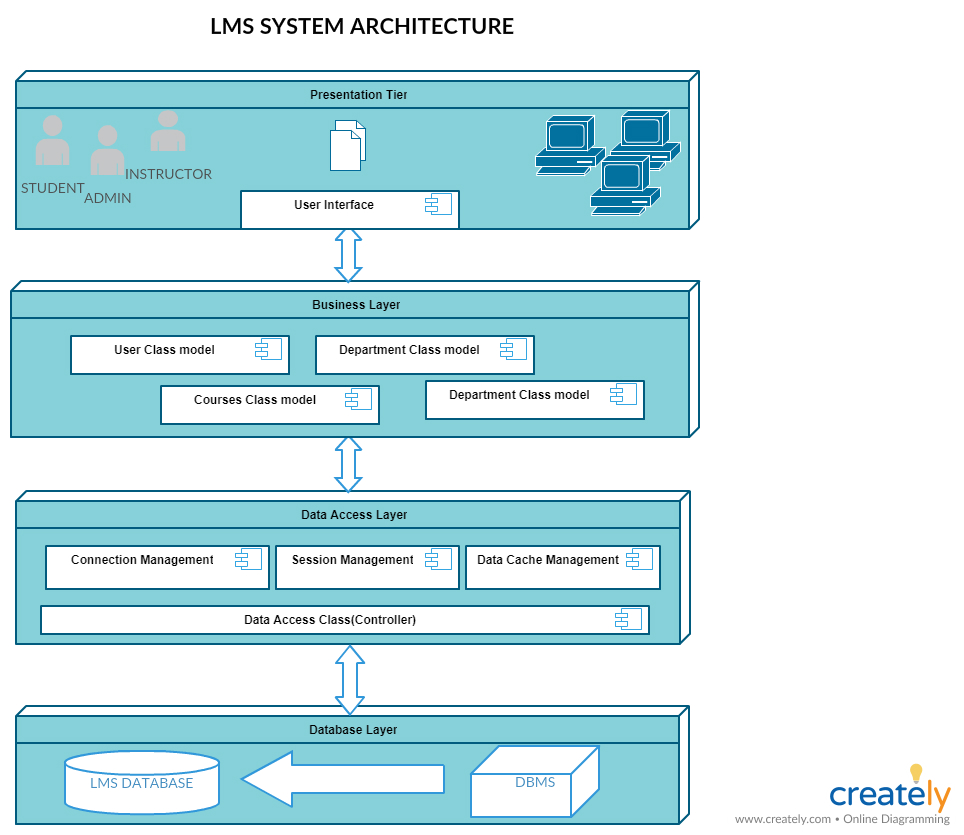 LMS SYSTEM ARCHITECTURE
Presentation Tier
STUDENT
ADMIN
INSTRUCTOR
User Interface
Business Layer
User Class model
Department Class model
Courses Class model
Department Class model
Data Access Layer
Connection Management
Session Management
Data Cache Management
Data Access Class(Controller)
Database Layer
LMS DATABASE
DBMS
creately
www.creately.com • Online Diagramming